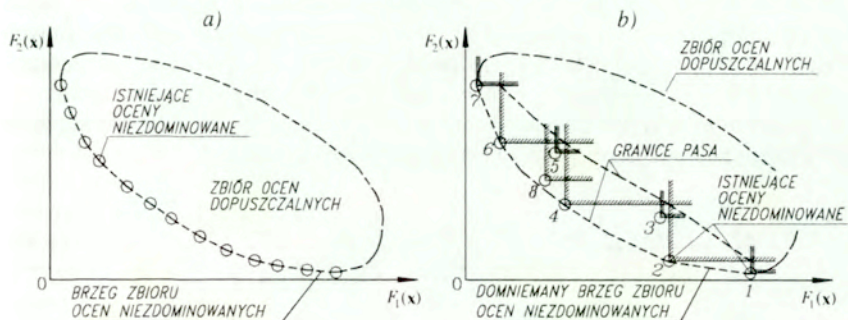 a)
F₂(x)
ISTNIEJĄCE
OCENY
NIEZDOMINOWANE
ZBIÓR OCEN
DOPUSZCZALNYCH
0
F₁(x)
BRZEG ZBIORU
OCEN NIEZDOMINOWANYCH
b)
F₂(x)
ZBIÓR OCEN
DOPUSZCZALNYCH
7
6
5
GRANICE PASA
8
4
ISTNIEJĄCE
OCENY
NIEZDOMINOWANE
3
2
1
0
F₁(x)
DOMNIEMANY BRZEG ZBIORU
OCEN NIEZDOMINOWANYCH